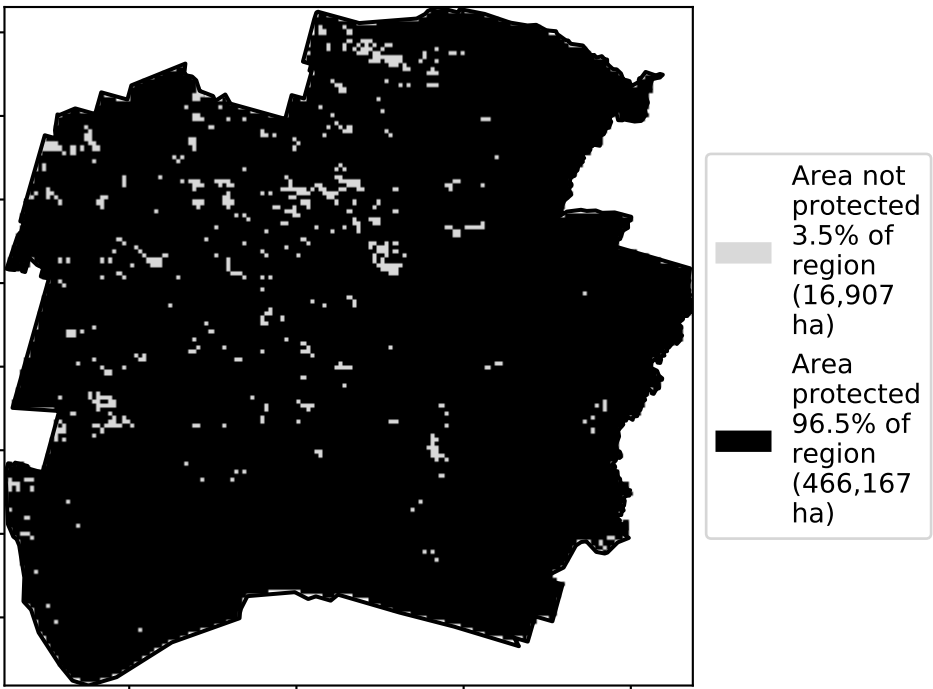 Area not
protected
3.5% of
region
(16,907
ha)
Area
protected
96.5% of
region
(466,167
ha)